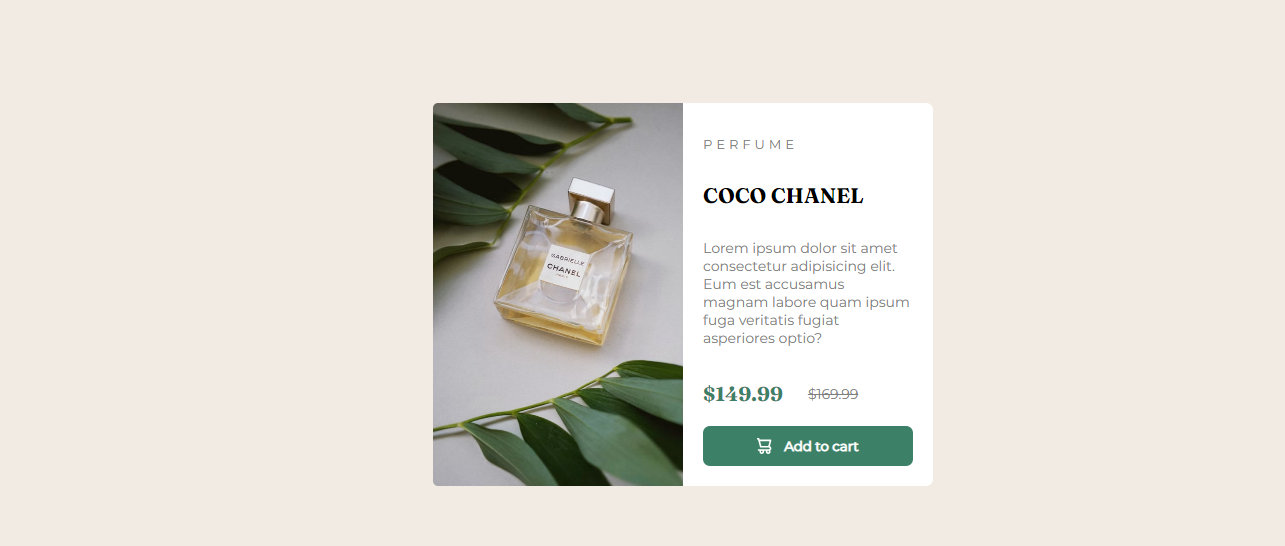 PERFUME
COCO CHANEL
GABRIELLE
CHANEL
PARIS
Lorem ipsum dolor sit amet
consectetur adipisicing elit.
Eum est accusamus
magnam labore quam ipsum
fuga veritatis fugiat
asperiores optio?
$149.99 $169.99
Add to cart